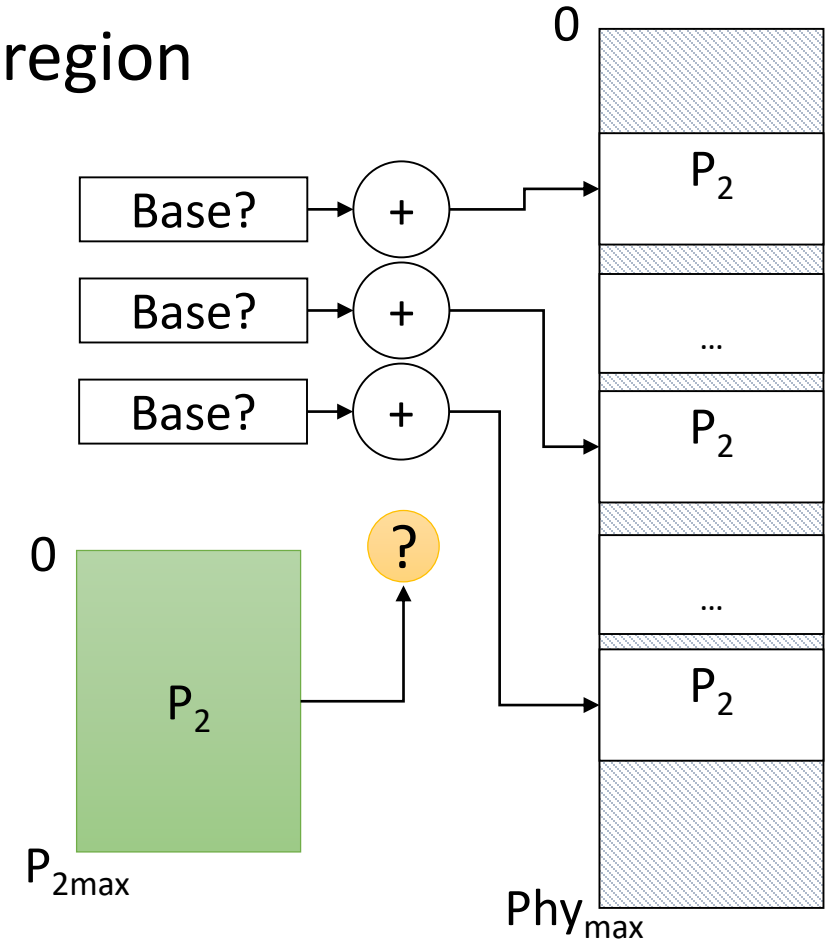 region
0
P₂
Base?
+
Base?
+
...
Base?
+
P₂
?
0
...
P₂
P₂
P₂max
Phymax